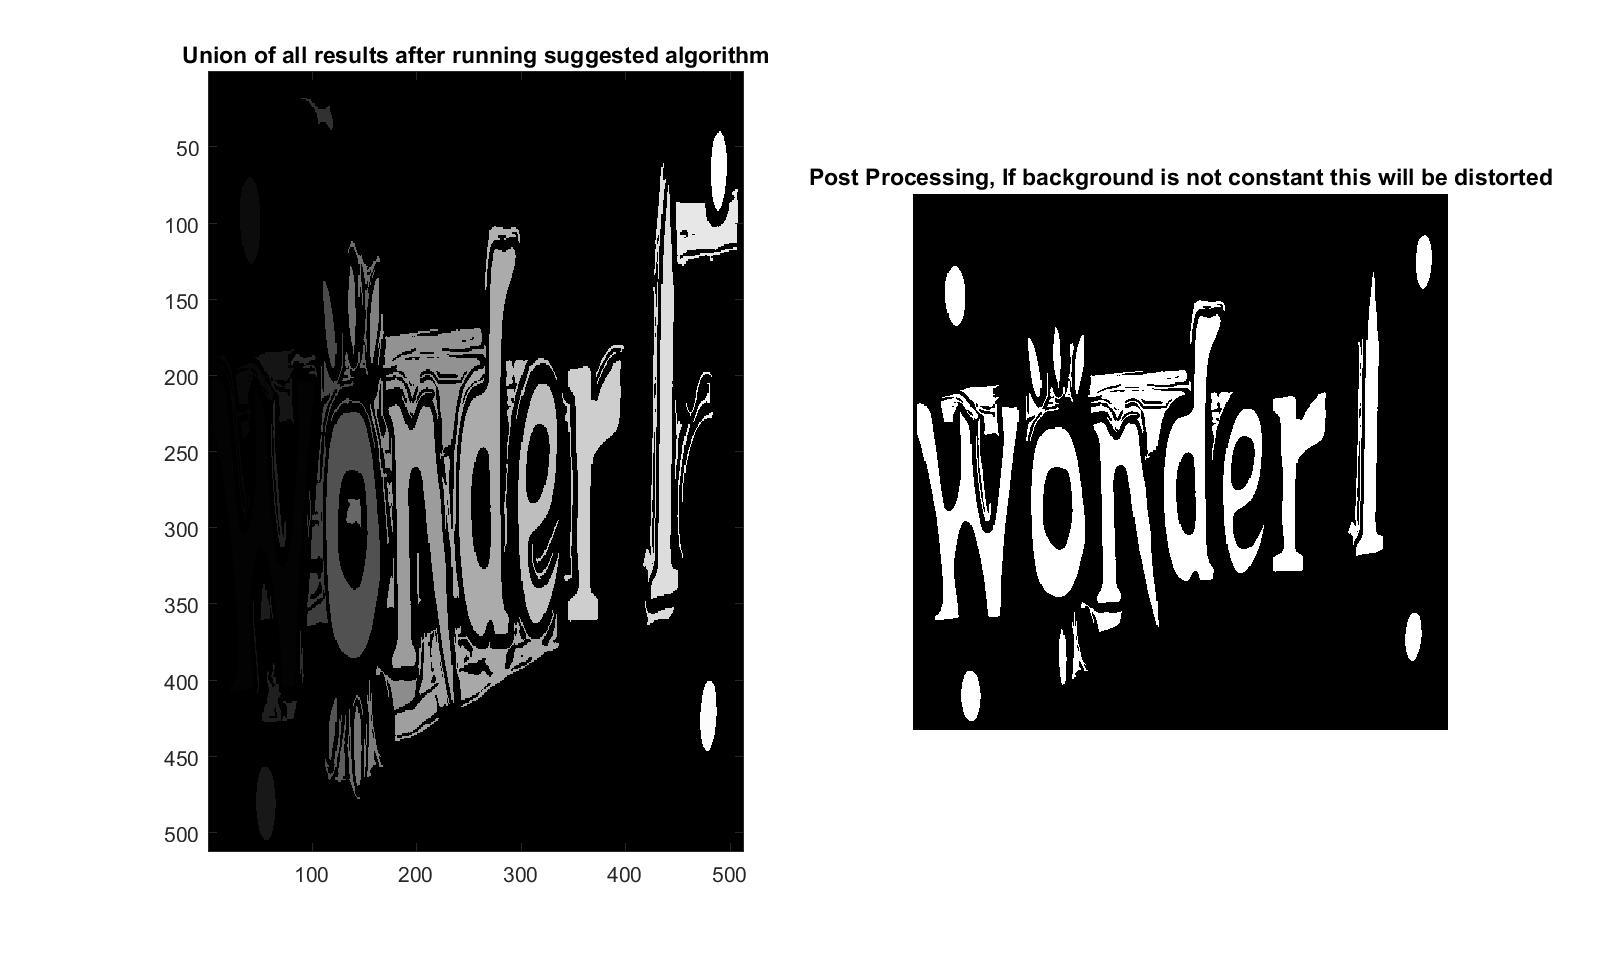 Union of all results after running suggested algorithm
50
100
150
200
250
300
350
400
450
500
100 200 300 400 500
wonder
Post Processing, If background is not constant this will be distorted
wonder